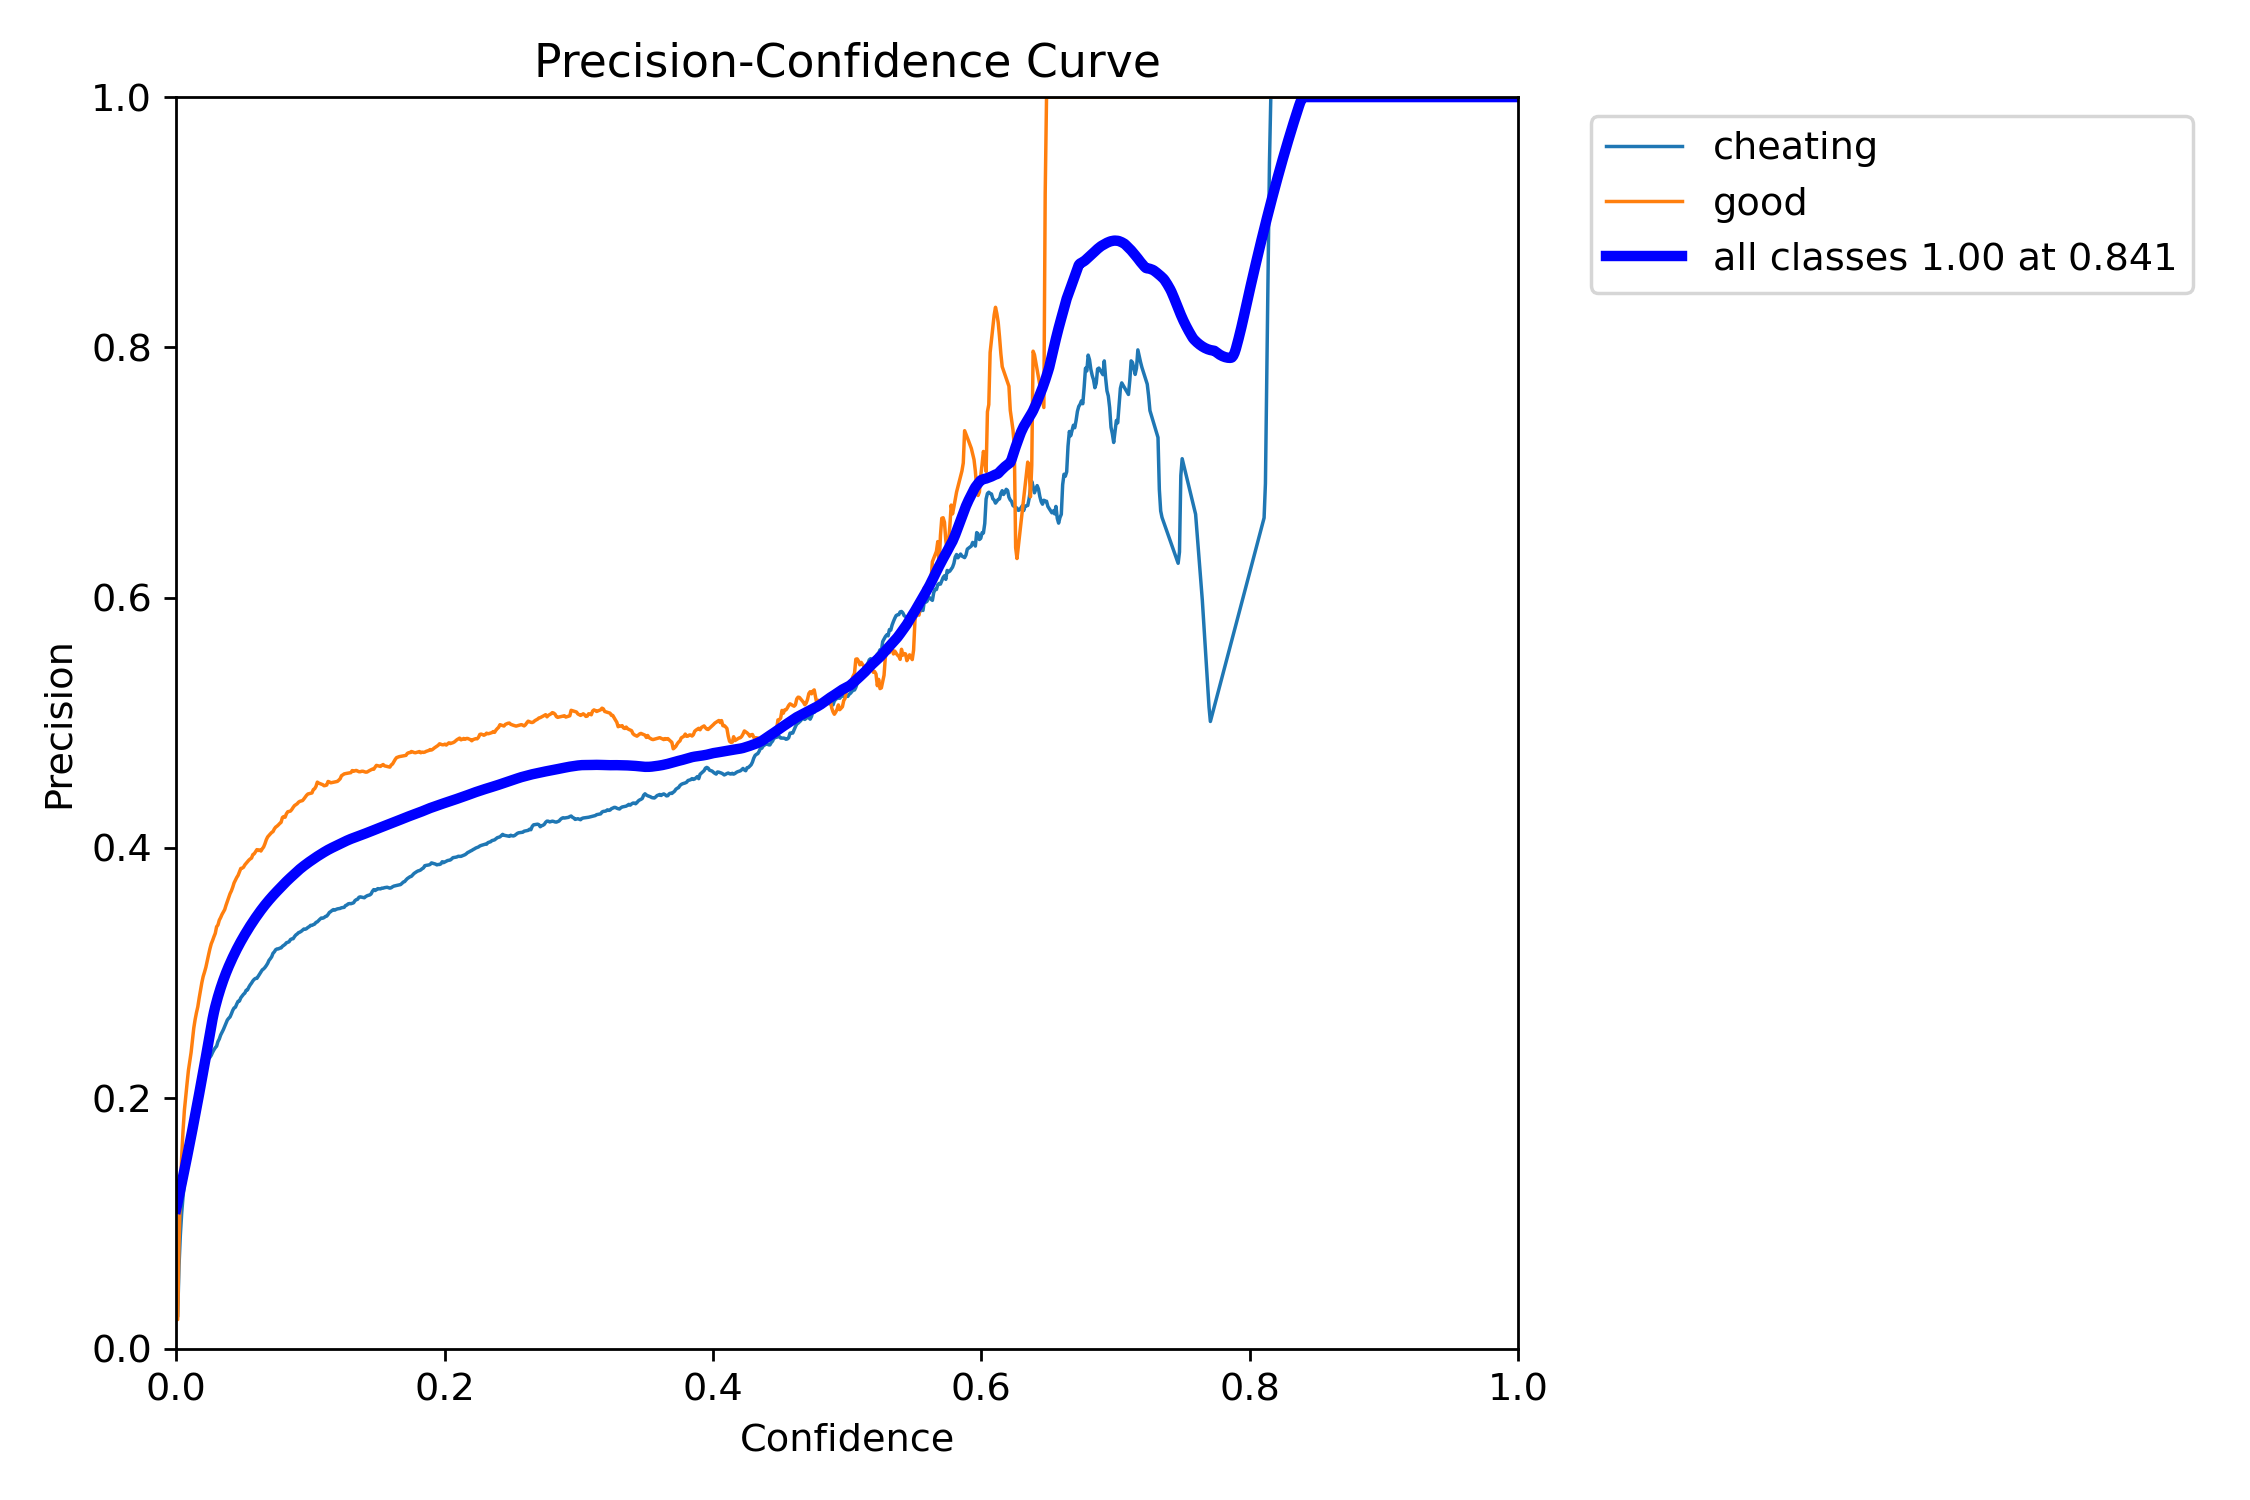 Precision-Confidence Curve
1.0
0.8
0.6
0.4
0.2
0.0
Precision
0.0 0.2 0.4 0.6 0.8 1.0
Confidence
cheating
good
all classes 1.00 at 0.841